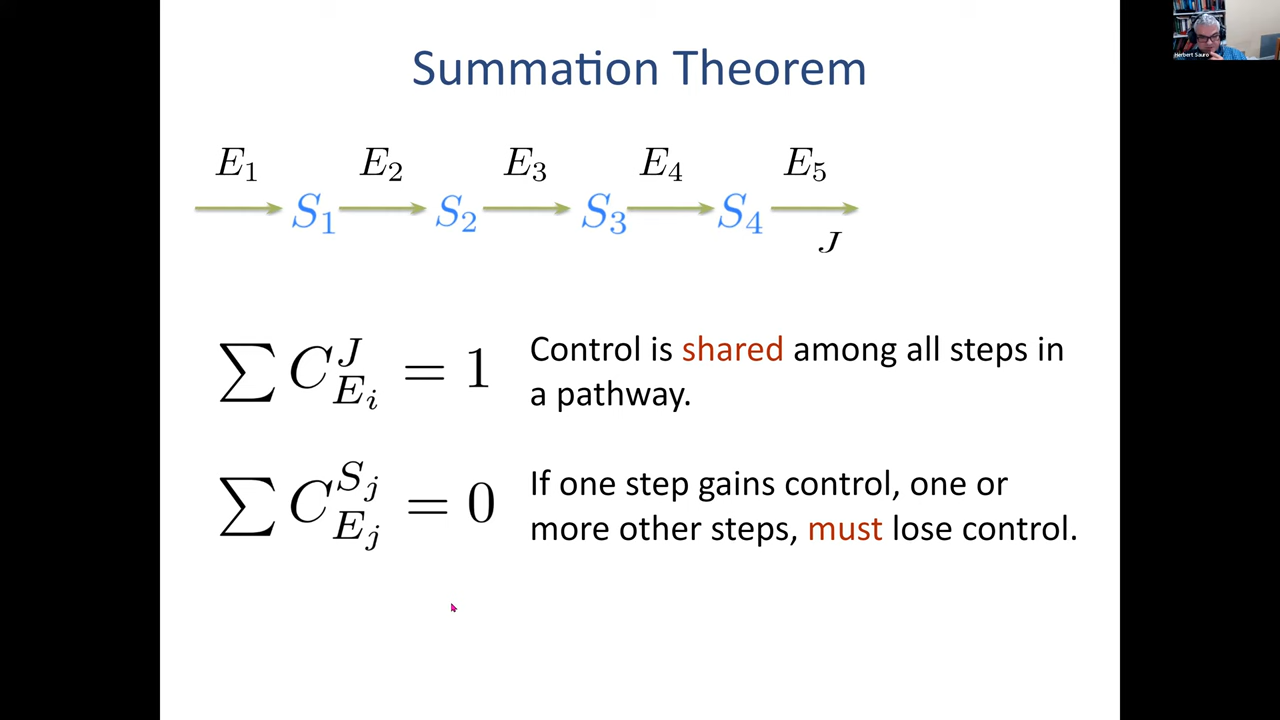 Summation Theorem
E₁ E₂ E₃ E₄ E₅
S₁ S₂ S₃ S₄
J
∑ C^J_{E_i} = 1
Control is shared among all steps in
a pathway.
∑ C^{S_j}_{E_j} = 0
If one step gains control, one or
more other steps, must lose control.
Herbert Sauro